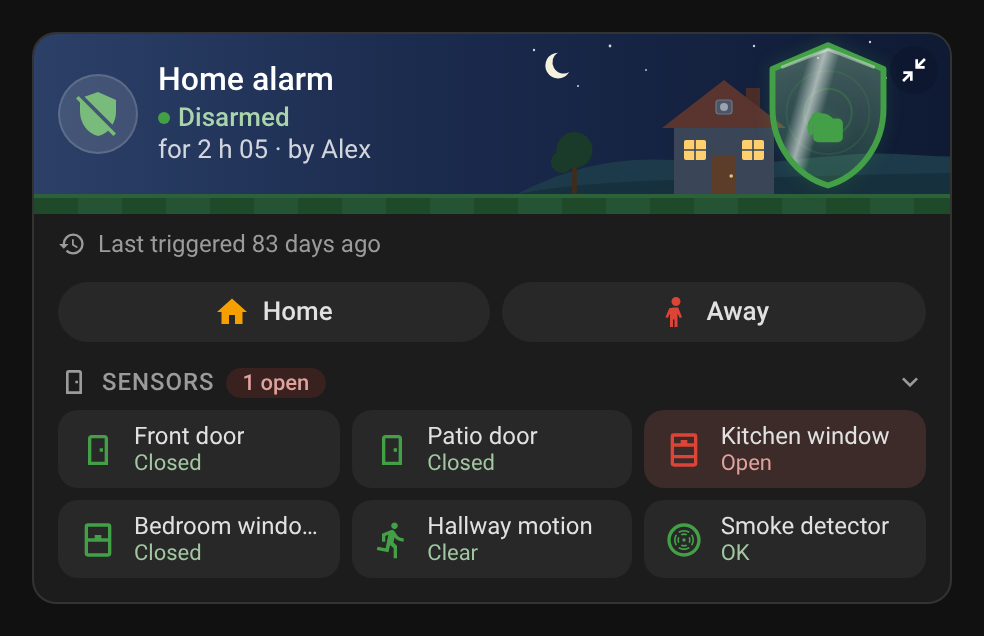 Home alarm
Disarmed
for 2 h 05 · by Alex
Last triggered 83 days ago
Home
Away
SENSORS
1 open
Front door
Closed
Patio door
Closed
Kitchen window
Open
Bedroom windo…
Closed
Hallway motion
Clear
Smoke detector
OK